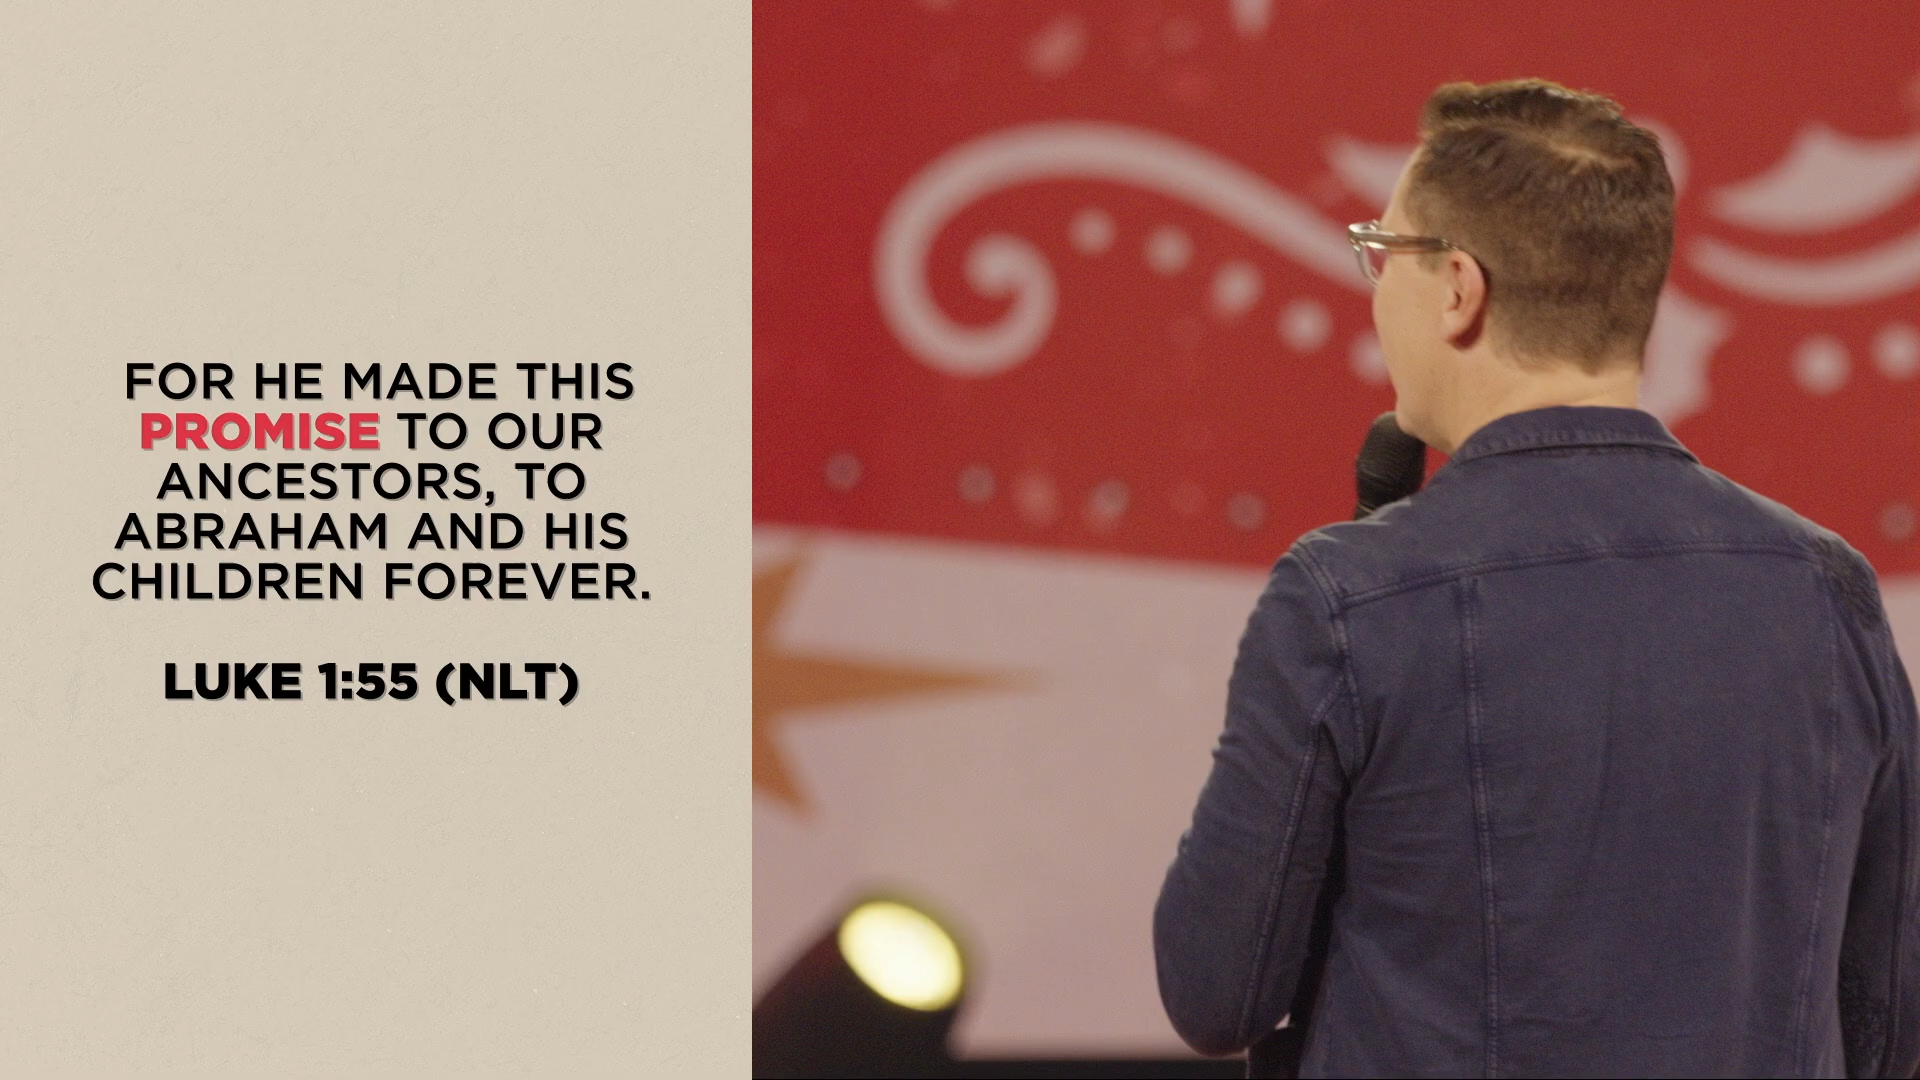 FOR HE MADE THIS
PROMISE TO OUR
ANCESTORS, TO
ABRAHAM AND HIS
CHILDREN FOREVER.
LUKE 1:55 (NLT)